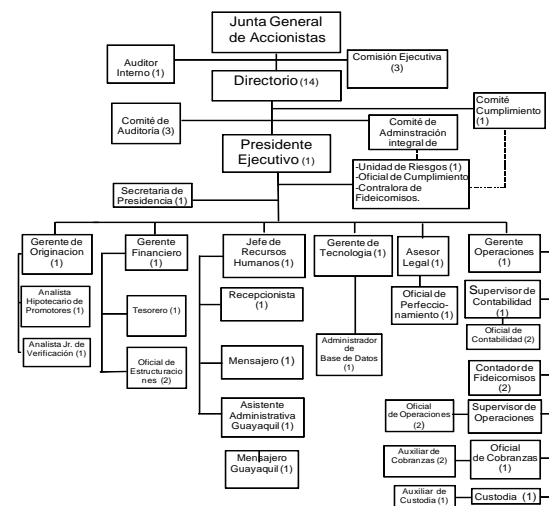 Junta General
de Accionistas
Auditor
Interno (1)
Comisión Ejecutiva
(3)
Directorio (14)
Comité
Cumplimiento
(1)
Comité de
Auditoría (3)
Comité de
Adminstración
integral de
Presidente
Ejecutivo (1)
-Unidad de Riesgos (1)
-Oficial de Cumplimiento
-Contralora de
Fideicomisos.
Secretaria de
Presidencia (1)
Gerente de
Originacion
(1)
Gerente
Financiero
(1)
Jefe de
Recursos
Humanos (1)
Gerente de
Tecnología (1)
Asesor
Legal (1)
Gerente
Operaciones
(1)
Analista
Hipotecario de
Promotores (1)
Analista Jr. de
Verificación (1)
Tesorero (1)
Oficial de
Estructuracio
nes (2)
Recepcionista
(1)
Mensajero (1)
Asistente
Administrativa
Guayaquil (1)
Mensajero
Guayaquil (1)
Administrador
de
Base de Datos
(1)
Oficial de
Perfeccio-
namiento (1)
Supervisor de
Contabilidad
(1)
Oficial de
Contabilidad (2)
Contador de
Fideicomisos
(2)
Oficial
de Operaciones
(2)
Supervisor de
Operaciones
Auxiliar de
Cobranzas (2)
Oficial
de Cobranzas
(1)
Auxiliar de
Custodia (1)
Custodia (1)